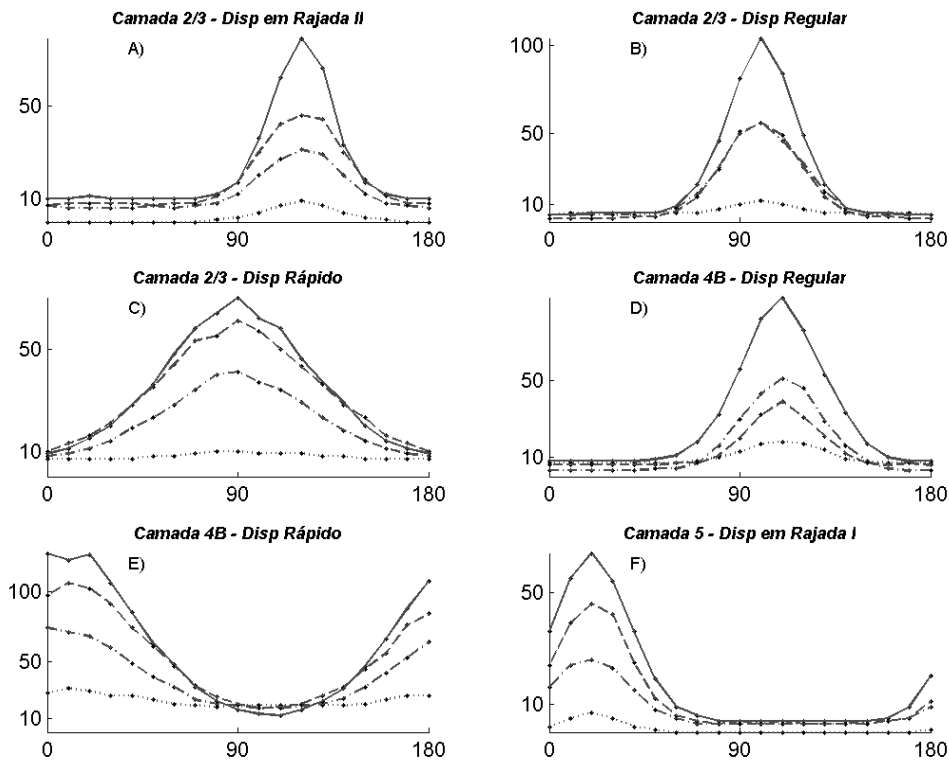 Camada 2/3 - Disp em Rajada II
A)
50
10
0 90 180
Camada 2/3 - Disp Regular
B)
100
50
10
0 90 180
Camada 2/3 - Disp Rápido
C)
50
10
0 90 180
Camada 4B - Disp Regular
D)
50
10
0 90 180
Camada 4B - Disp Rápido
E)
100
10
0 90 180
Camada 5 - Disp em Rajada I
F)
50
10
0 90 180